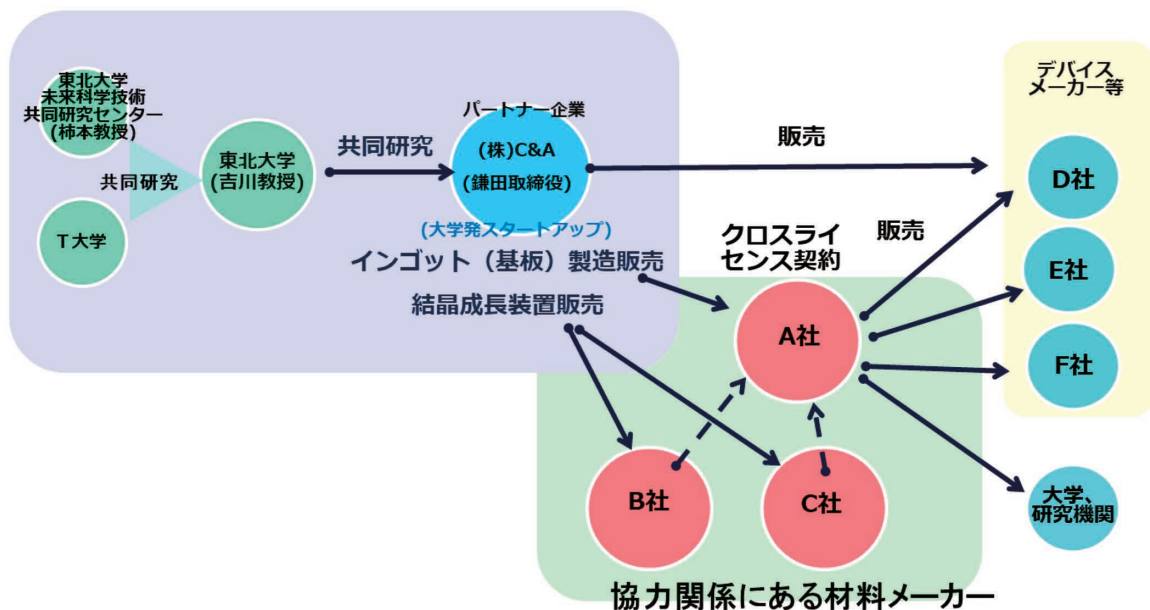 東北大学
未来科学技術
共同研究センター
(柿本教授)
共同研究
T大学
東北大学
(吉川教授)
共同研究
パートナー企業
(株)C&A
(鎌田取締役)
(大学発スタートアップ)
インゴット（基板）製造販売
結晶成長装置販売
販売
クロスライ
センス契約
販売
A社
B社
C社
協力関係にある材料メーカー
デバイス
メーカー等
D社
E社
F社
大学、
研究機関